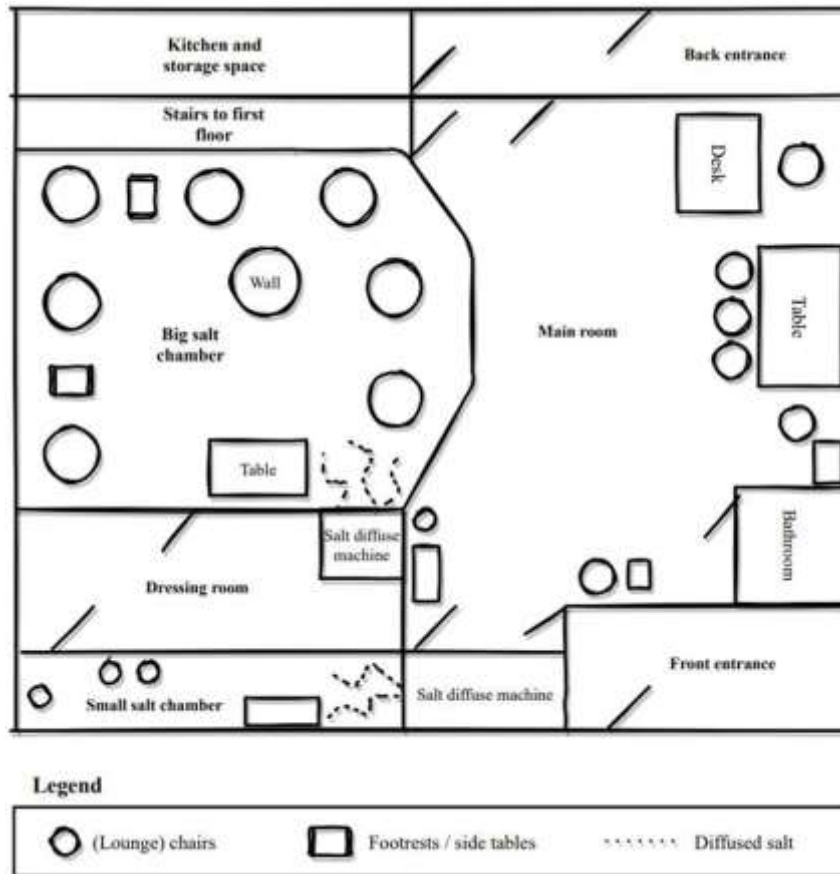 Kitchen and
storage space
Back entrance
Stairs to first
floor
Desk
Wall
Table
Big salt
chamber
Main room
Table
Salt diffuse
machine
Bathroom
Dressing room
Front entrance
Small salt chamber
Salt diffuse machine
Legend
(Lounge) chairs
Footrests / side tables
Diffused salt